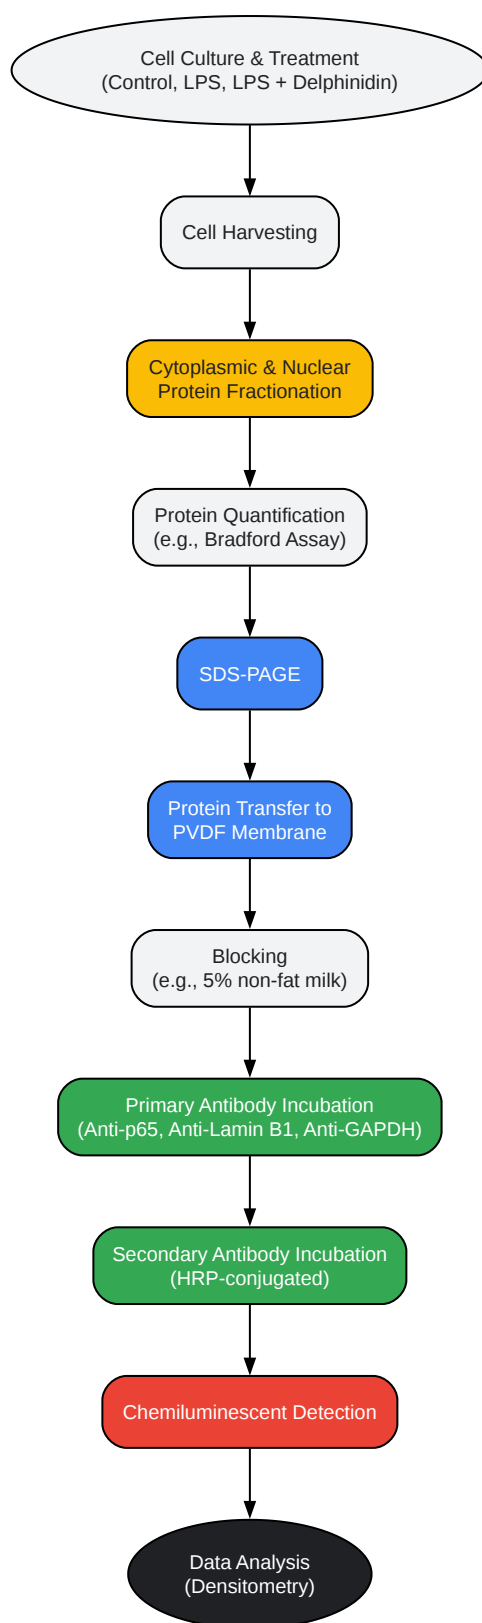 Cell Culture & Treatment
(Control, LPS, LPS + Delphinidin)
Cell Harvesting
Cytoplasmic & Nuclear
Protein Fractionation
Protein Quantification
(e.g., Bradford Assay)
SDS-PAGE
Protein Transfer to
PVDF Membrane
Blocking
(e.g., 5% non-fat milk)
Primary Antibody Incubation
(Anti-p65, Anti-Lamin B1, Anti-GAPDH)
Secondary Antibody Incubation
(HRP-conjugated)
Chemiluminescent Detection
Data Analysis
(Densitometry)